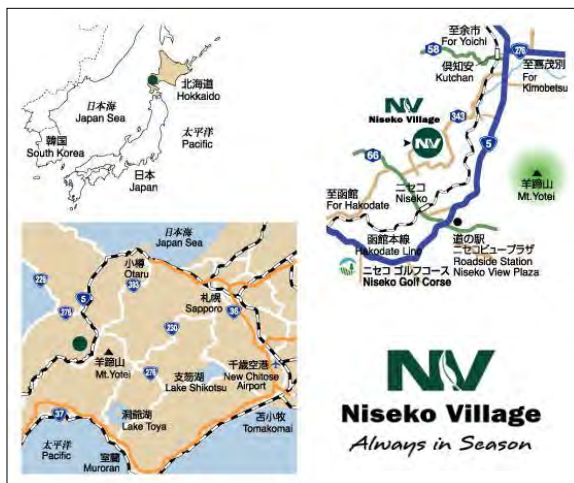 日本海
Japan Sea
北海道
Hokkaido
太平洋
Pacific
韓国
South Korea
日本
Japan
至余市
For Yoichi
58
276
倶知安
Kutchan
至喜茂別
For
Kimobetsu
NV
Niseko Village
343
NV
5
66
至函館
For Hakodate
ニセコ
Niseko
羊蹄山
Mt.Yotei
函館本線
Hakodate Line
道の駅
ニセコビュープラザ
Roadside Station
Niseko View Plaza
ニセコ ゴルフコース
Niseko Golf Corse
日本海
Japan Sea
小樽
Otaru
229
5
393
札幌
Sapporo
36
276
230
羊蹄山
Mt.Yotei
276
支笏湖
Lake Shikotsu
千歳空港
New Chitose
Airport
37
洞爺湖
Lake Toya
苫小牧
Tomakomai
太平洋
Pacific
室蘭
Muroran
NV
Niseko Village
Always in Season